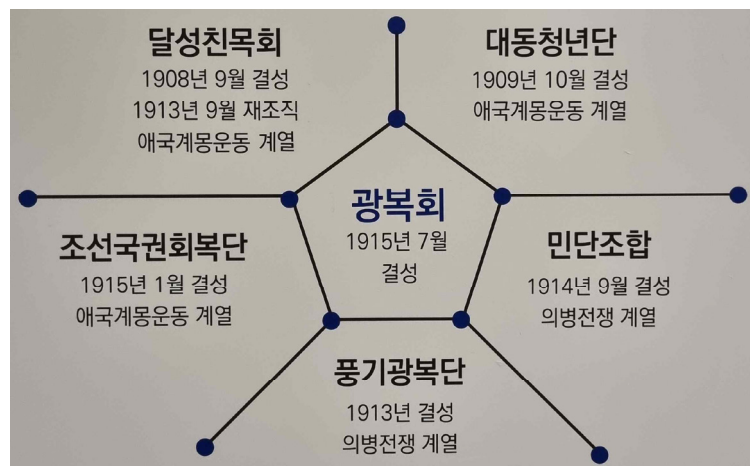 달성친목회
1908년 9월 결성
1913년 9월 재조직
애국계몽운동 계열
대동청년단
1909년 10월 결성
애국계몽운동 계열
광복회
1915년 7월
결성
조선국권회복단
1915년 1월 결성
애국계몽운동 계열
민단조합
1914년 9월 결성
의병전쟁 계열
풍기광복단
1913년 결성
의병전쟁 계열